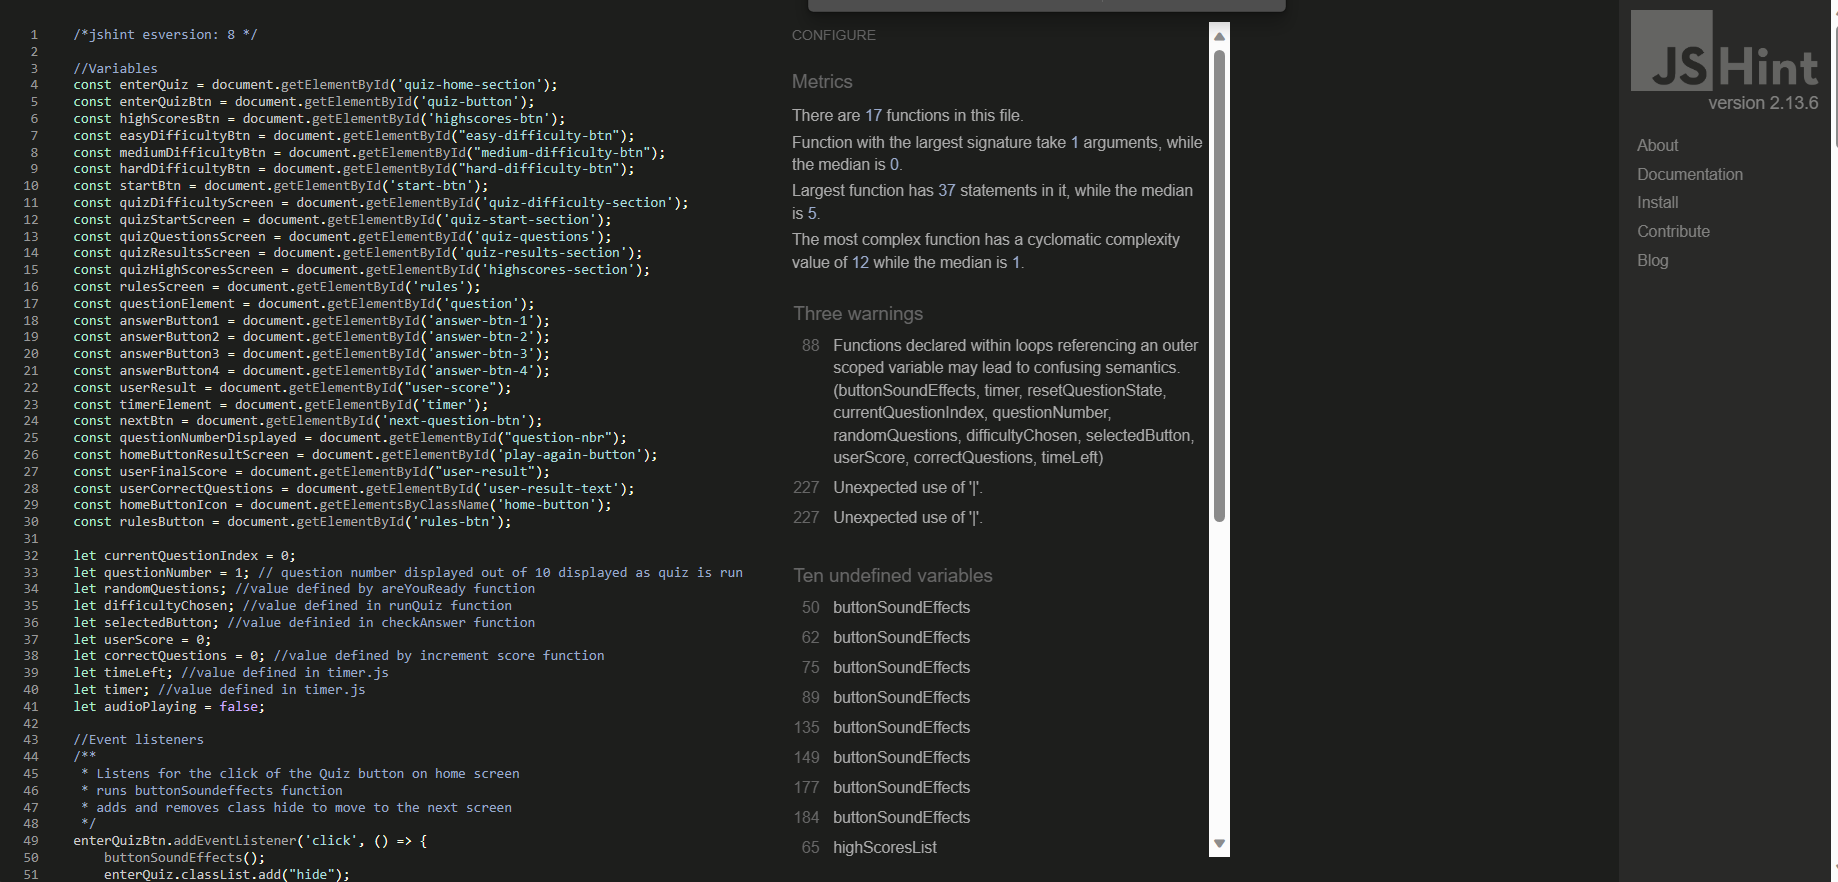 1 /*jshint esversion: 8 */
2
3 //Variables
4 const enterQuiz = document.getElementById('quiz-home-section');
5 const enterQuizBtn = document.getElementById('quiz-button');
6 const highScoresBtn = document.getElementById('highscores-btn');
7 const easyDifficultyBtn = document.getElementById("easy-difficulty-btn");
8 const mediumDifficultyBtn = document.getElementById("medium-difficulty-btn");
9 const hardDifficultyBtn = document.getElementById("hard-difficulty-btn");
10 const startBtn = document.getElementById('start-btn');
11 const quizDifficultyScreen = document.getElementById('quiz-difficulty-section');
12 const quizStartScreen = document.getElementById('quiz-start-section');
13 const quizQuestionsScreen = document.getElementById('quiz-questions');
14 const quizResultsScreen = document.getElementById('quiz-results-section');
15 const quizHighScoresScreen = document.getElementById('highscores-section');
16 const rulesScreen = document.getElementById('rules');
17 const questionElement = document.getElementById('question');
18 const answerButton1 = document.getElementById('answer-btn-1');
19 const answerButton2 = document.getElementById('answer-btn-2');
20 const answerButton3 = document.getElementById('answer-btn-3');
21 const answerButton4 = document.getElementById('answer-btn-4');
22 const userResult = document.getElementById("user-score");
23 const timerElement = document.getElementById('timer');
24 const nextBtn = document.getElementById('next-question-btn');
25 const questionNumberDisplayed = document.getElementById("question-nbr");
26 const homeButtonResultScreen = document.getElementById('play-again-button');
27 const userFinalScore = document.getElementById("user-result");
28 const userCorrectQuestions = document.getElementById('user-result-text');
29 const homeButtonIcon = document.getElementsByClassName('home-button');
30 const rulesButton = document.getElementById('rules-btn');
31
32 let currentQuestionIndex = 0;
33 let questionNumber = 1; // question number displayed out of 10 displayed as quiz is run
34 let randomQuestions; //value defined by areYouReady function
35 let difficultyChosen; //value defined in runQuiz function
36 let selectedButton; //value definied in checkAnswer function
37 let userScore = 0;
38 let correctQuestions = 0; //value defined by increment score function
39 let timeLeft; //value defined in timer.js
40 let timer; //value defined in timer.js
41 let audioPlaying = false;
42
43 //Event listeners
44 /**
45 * Listens for the click of the Quiz button on home screen
46 * runs buttonSoundeffects function
47 * adds and removes class hide to move to the next screen
48 */
49 enterQuizBtn.addEventListener('click', () => {
50 buttonSoundEffects();
51 enterQuiz.classList.add("hide");
CONFIGURE
Metrics
There are 17 functions in this file.
Function with the largest signature take 1 arguments, while
the median is 0.
Largest function has 37 statements in it, while the median
is 5.
The most complex function has a cyclomatic complexity
value of 12 while the median is 1.
Three warnings
88 Functions declared within loops referencing an outer
scoped variable may lead to confusing semantics.
(buttonSoundEffects, timer, resetQuestionState,
currentQuestionIndex, questionNumber,
randomQuestions, difficultyChosen, selectedButton,
userScore, correctQuestions, timeLeft)
227 Unexpected use of '|'.
227 Unexpected use of '|'.
Ten undefined variables
50 buttonSoundEffects
62 buttonSoundEffects
75 buttonSoundEffects
89 buttonSoundEffects
135 buttonSoundEffects
149 buttonSoundEffects
177 buttonSoundEffects
184 buttonSoundEffects
65 highScoresList
JSHint
version 2.13.6
About
Documentation
Install
Contribute
Blog